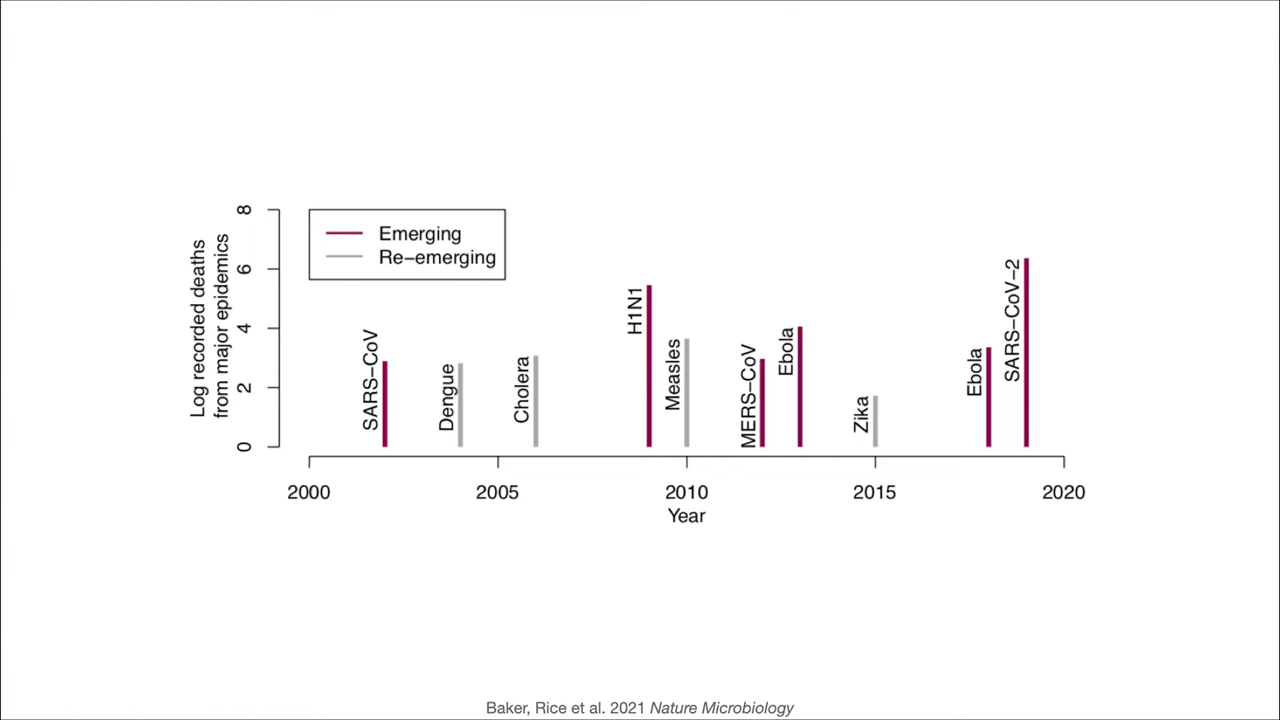 Log recorded deaths
from major epidemics
8
6
4
2
0
Emerging
Re−emerging
SARS−CoV
Dengue
Cholera
H1N1
Measles
MERS−CoV
Ebola
Zika
Ebola
SARS−CoV−2
2000 2005 2010 2015 2020
Year
Baker, Rice et al. 2021 Nature Microbiology